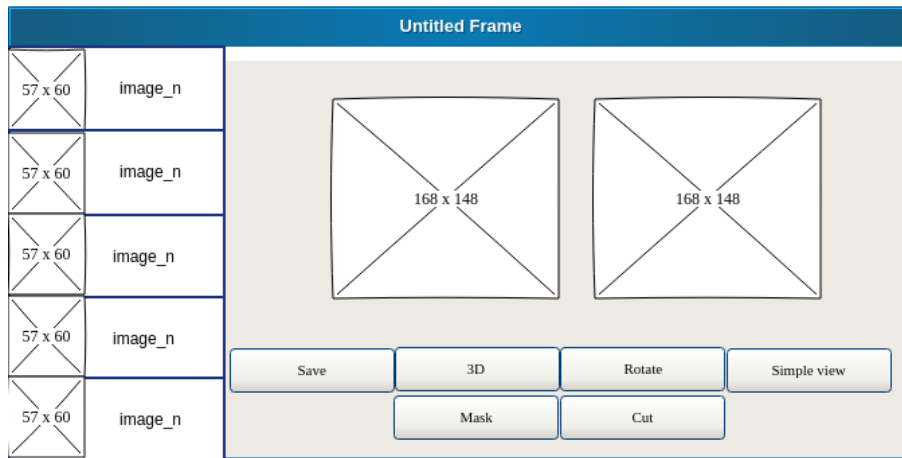 Untitled Frame
57 x 60 image_n
57 x 60 image_n
57 x 60 image_n
57 x 60 image_n
57 x 60 image_n
168 x 148 168 x 148
Save 3D Rotate Simple view
Mask Cut